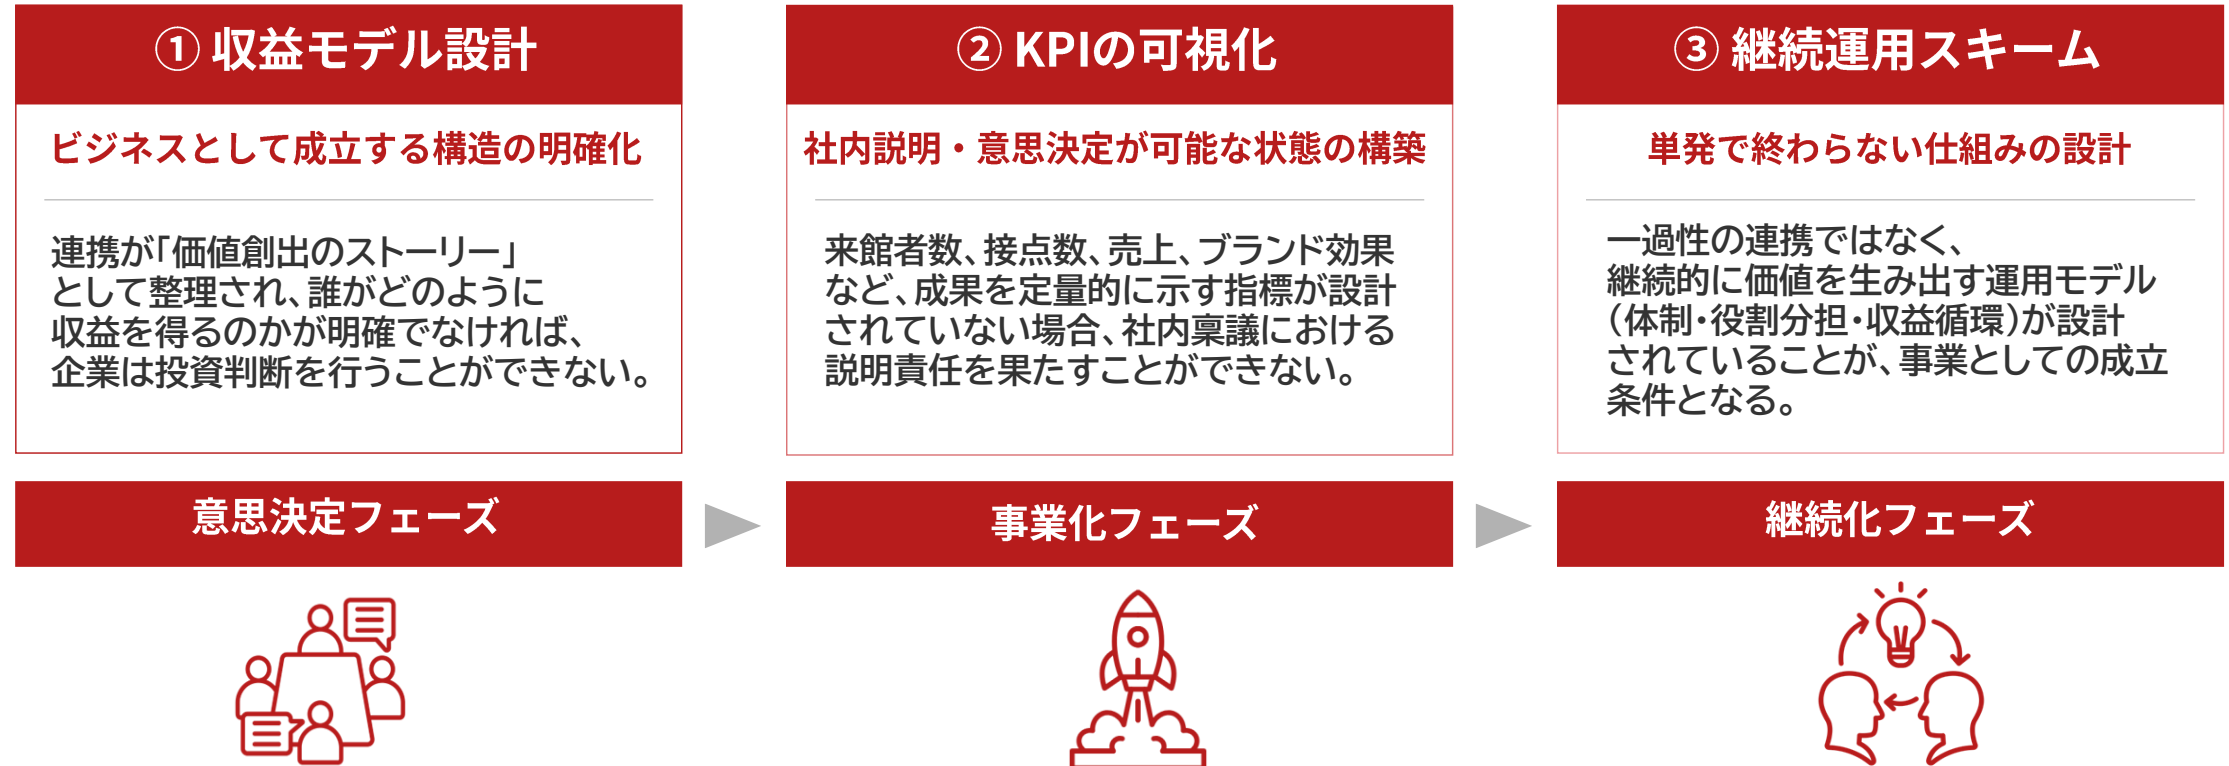 ① 収益モデル設計
ビジネスとして成立する構造の明確化
連携が「価値創出のストーリー」
として整理され、誰がどのように
収益を得るのかが明確でなければ、
企業は投資判断を行うことができない。
意思決定フェーズ
② KPIの可視化
社内説明・意思決定が可能な状態の構築
来館者数、接点数、売上、ブランド効果
など、成果を定量的に示す指標が設計
されていない場合、社内稟議における
説明責任を果たすことができない。
事業化フェーズ
③ 継続運用スキーム
単発で終わらない仕組みの設計
一過性の連携ではなく、
継続的に価値を生み出す運用モデル
（体制・役割分担・収益循環）が設計
されていることが、事業としての成立
条件となる。
継続化フェーズ